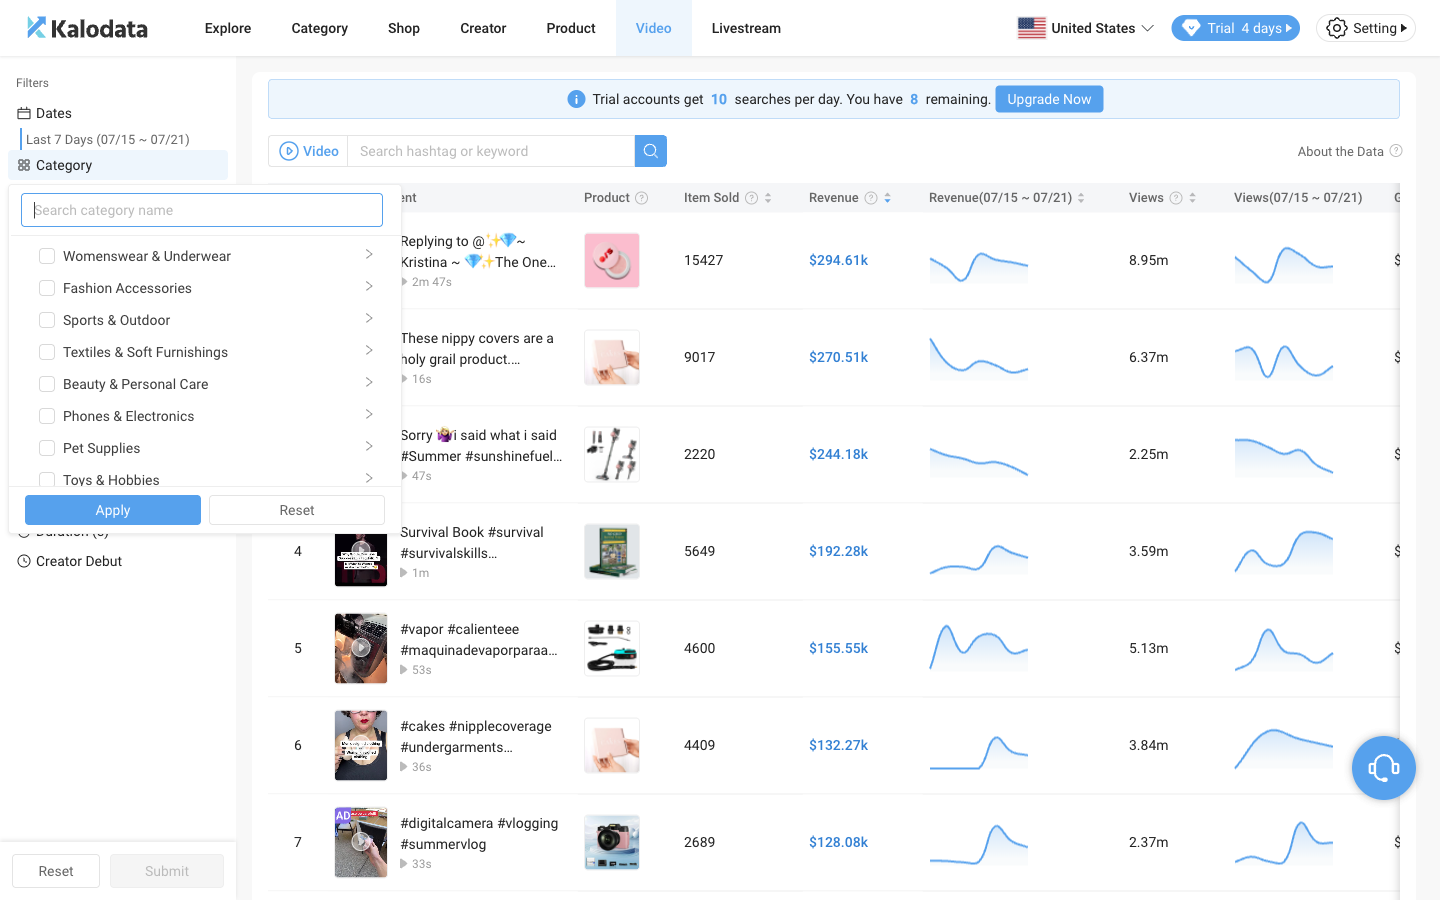 Kalodata
Explore
Category
Shop
Creator
Product
Video
Livestream
United States
Trial 4 days
Setting
Filters
Dates
Last 7 Days (07/15 ~ 07/21)
Category
Search category name
Womenswear & Underwear
Fashion Accessories
Sports & Outdoor
Textiles & Soft Furnishings
Beauty & Personal Care
Phones & Electronics
Pet Supplies
Toys & Hobbies
Apply
Reset
Duration (s)
Creator Debut
Reset
Submit
Trial accounts get 10 searches per day. You have 8 remaining.
Upgrade Now
Video
Search hashtag or keyword
About the Data
Product
Item Sold
Revenue
Revenue(07/15 ~ 07/21)
Views
Views(07/15 ~ 07/21)
Replying to @✨💎~
Kristina ~ 💎✨The One...
2m 47s
15427
$294.61k
8.95m
$
These nippy covers are a
holy grail product....
16s
9017
$270.51k
6.37m
$
Sorry 🤷🏼‍♀️i said what i said
#Summer #sunshinefuel...
47s
2220
$244.18k
2.25m
$
4
Survival Book #survival
#survivalskills...
1m
5649
$192.28k
3.59m
$
5
#vapor #calienteee
#maquinadevaporparaa...
53s
4600
$155.55k
5.13m
$
6
#cakes #nipplecoverage
#undergarments...
36s
4409
$132.27k
3.84m
$
7
AD
#digitalcamera #vlogging
#summervlog
33s
2689
$128.08k
2.37m
$